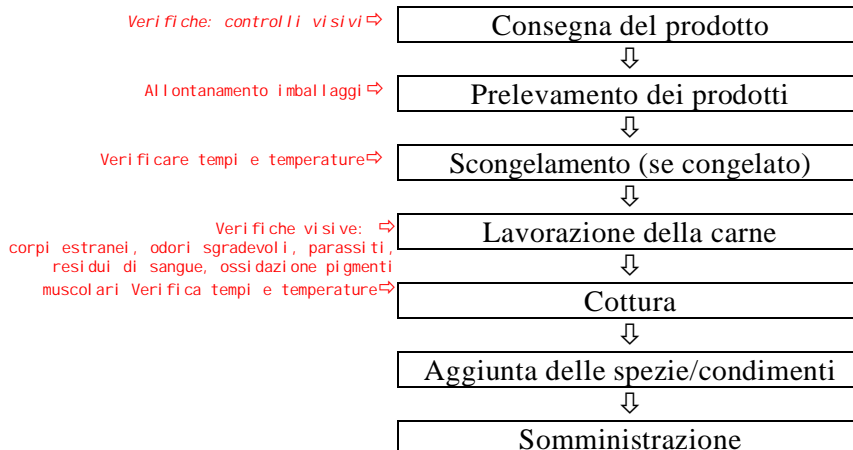 Verifiche: controlli visivi⇨ Consegna del prodotto
⇩
Allontanamento imballaggi⇨ Prelevamento dei prodotti
⇩
Verificare tempi e temperature⇨ Scongelamento (se congelato)
⇩
Verifiche visive: ⇨ Lavorazione della carne
corpi estranei, odori sgradevoli, parassiti,
residui di sangue, ossidazione pigmenti
⇩
muscolari Verifica tempi e temperature⇨ Cottura
⇩
Aggiunta delle spezie/condimenti
⇩
Somministrazione